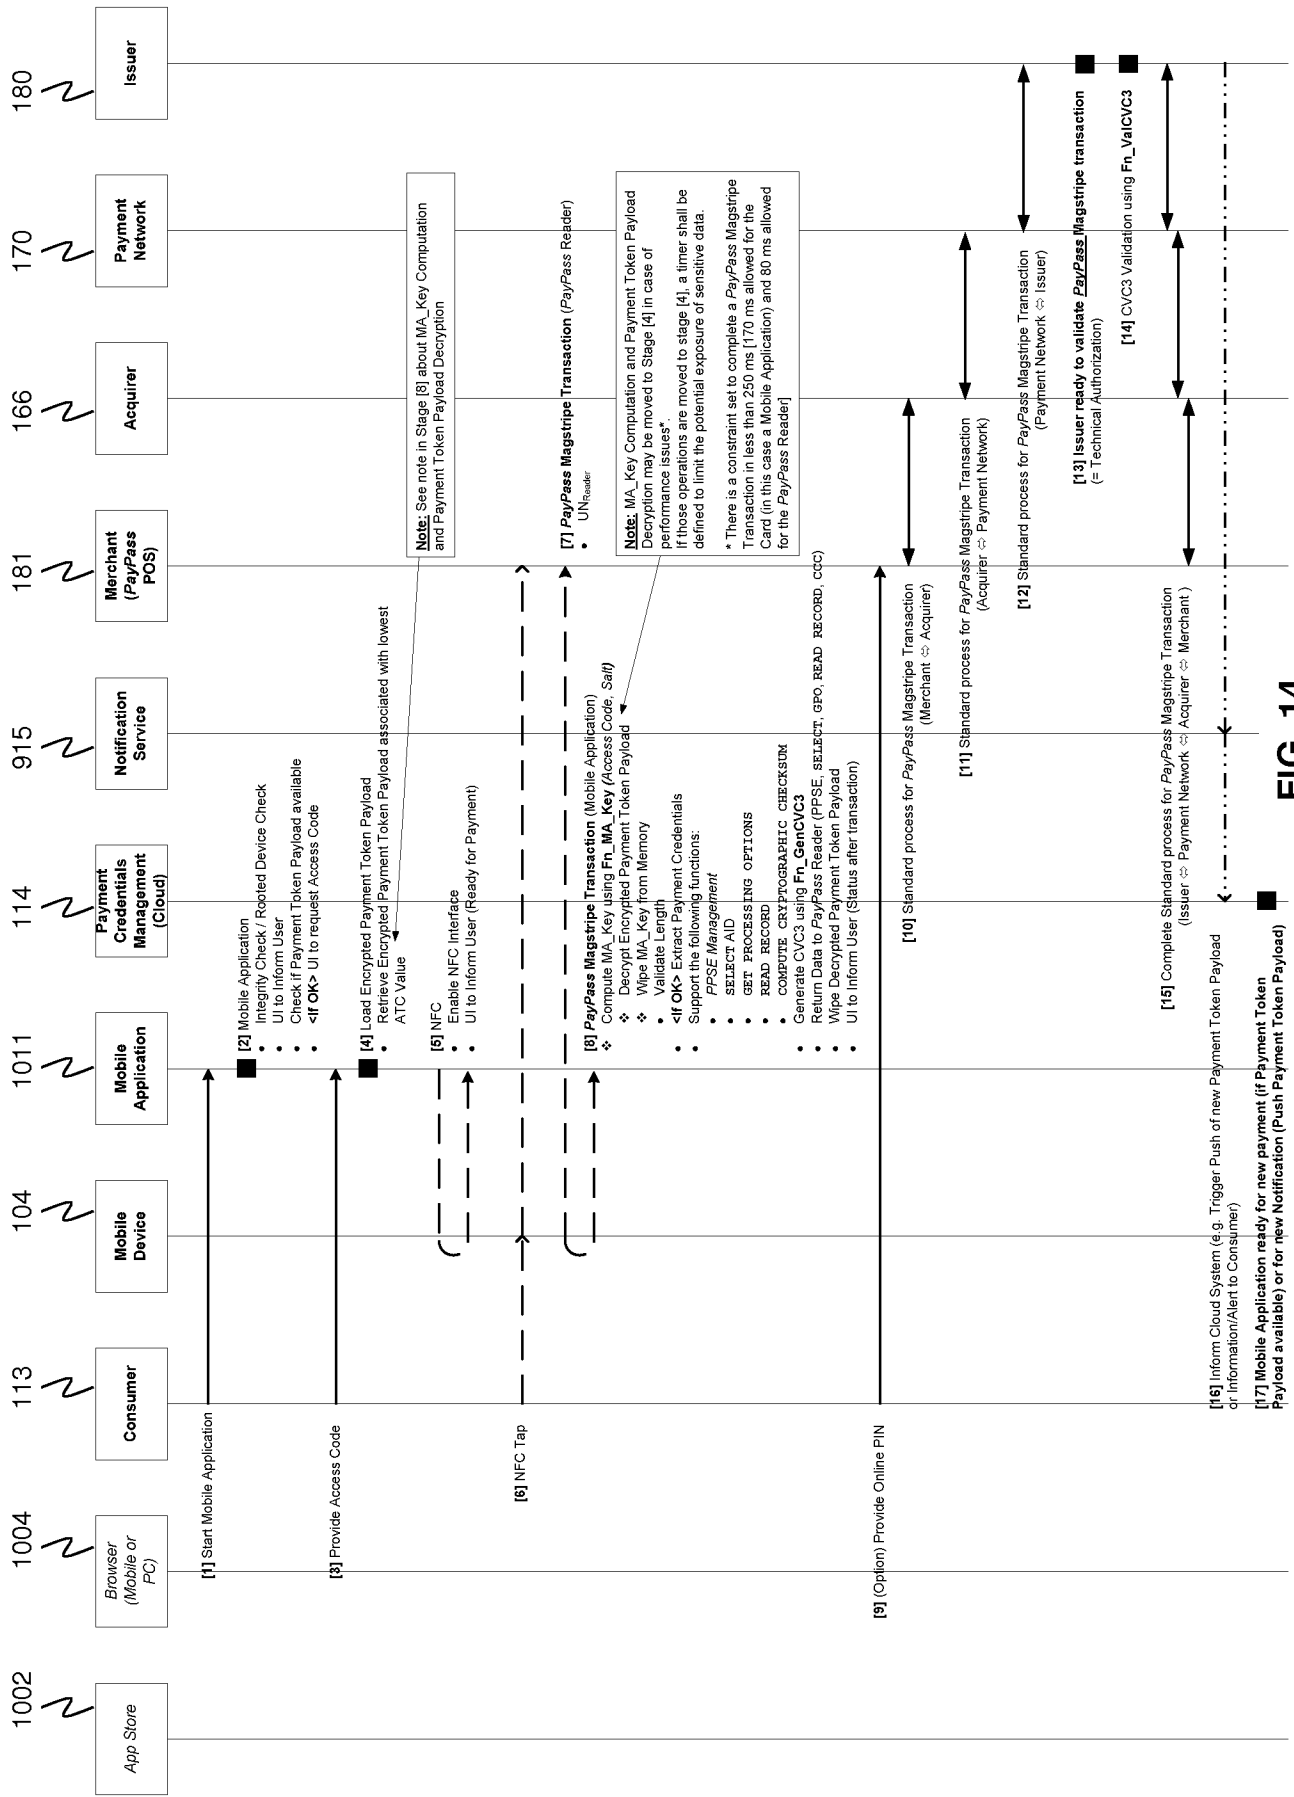 1002
1004
113
104
1011
114
915
181
166
170
180
App Store
Browser
(Mobile or
PC)
Consumer
Mobile
Device
Mobile
Application
Payment
Credentials
Management
(Cloud)
Notification
Service
Merchant
(PayPass
POS)
Acquirer
Payment
Network
Issuer
[1] Start Mobile Application
[2] Mobile Application
• Integrity Check / Rooted Device Check
• UI to Inform User
• Check if Payment Token Payload available
• <If OK> UI to request Access Code
[3] Provide Access Code
[4] Load Encrypted Payment Token Payload
• Retrieve Encrypted Payment Token Payload associated with lowest
ATC Value
Note: See note in Stage [8] about MA_Key Computation
and Payment Token Payload Decryption
[5] NFC
• Enable NFC Interface
• UI to Inform User (Ready for Payment)
[6] NFC Tap
[7] PayPass Magstripe Transaction (PayPass Reader)
• UNReader
[8] PayPass Magstripe Transaction (Mobile Application)
❖ Compute MA_Key using Fn_MA_Key (Access Code, Salt)
❖ Decrypt Encrypted Payment Token Payload
❖ Wipe MA_Key from Memory
• Validate Length
• <If OK> Extract Payment Credentials
• Support the following functions:
• PPSE Management
• SELECT AID
• GET PROCESSING OPTIONS
• READ RECORD
• COMPUTE CRYPTOGRAPHIC CHECKSUM
• Generate CVC3 using Fn_GenCVC3
• Return Data to PayPass Reader (PPSE, SELECT, GPO, READ RECORD, CCC)
• Wipe Decrypted Payment Token Payload
• UI to Inform User (Status after transaction)
Note: MA_Key Computation and Payment Token Payload
Decryption may be moved to Stage [4] in case of
performance issues*.
If those operations are moved to stage [4], a timer shall be
defined to limit the potential exposure of sensitive data.
* There is a constraint set to complete a PayPass Magstripe
Transaction in less than 250 ms [170 ms allowed for the
Card (in this case a Mobile Application) and 80 ms allowed
for the PayPass Reader]
[9] (Option) Provide Online PIN
[10] Standard process for PayPass Magstripe Transaction
(Merchant ⇔ Acquirer)
[11] Standard process for PayPass Magstripe Transaction
(Acquirer ⇔ Payment Network)
[12] Standard process for PayPass Magstripe Transaction
(Payment Network ⇔ Issuer)
[13] Issuer ready to validate PayPass Magstripe transaction
(= Technical Authorization)
[14] CVC3 Validation using Fn_ValCVC3
[15] Complete Standard process for PayPass Magstripe Transaction
(Issuer ⇔ Payment Network ⇔ Acquirer ⇔ Merchant )
[16] Inform Cloud System (e.g. Trigger Push of new Payment Token Payload
or Information/Alert to Consumer)
[17] Mobile Application ready for new payment (if Payment Token
Payload available) or for new Notification (Push Payment Token Payload)
FIG. 14